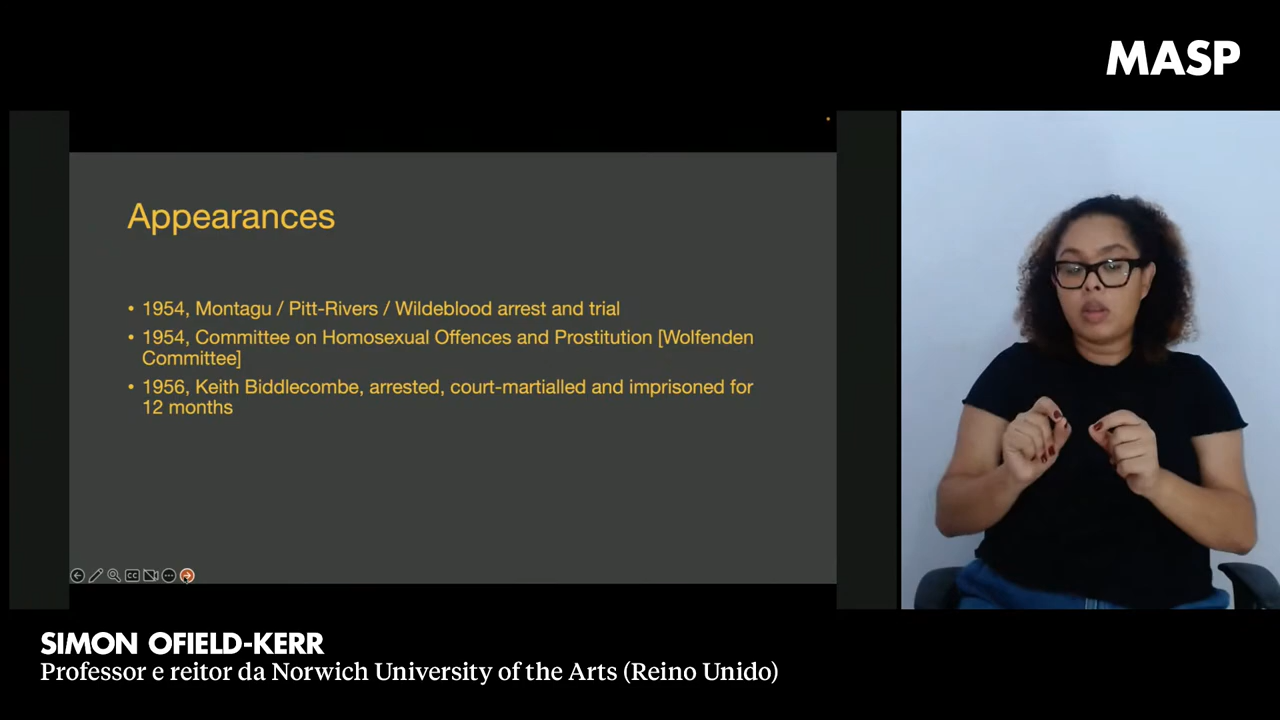 MASP
Appearances
• 1954, Montagu / Pitt-Rivers / Wildeblood arrest and trial
• 1954, Committee on Homosexual Offences and Prostitution [Wolfenden
Committee]
• 1956, Keith Biddlecombe, arrested, court-martialled and imprisoned for
12 months
CC
SIMON OFIELD-KERR
Professor e reitor da Norwich University of the Arts (Reino Unido)